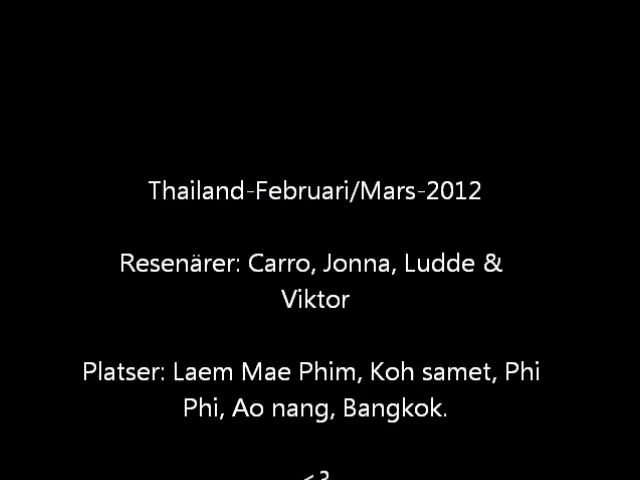 Thailand-Februari/Mars-2012
Resenärer: Carro, Jonna, Ludde &
Viktor
Platser: Laem Mae Phim, Koh samet, Phi
Phi, Ao nang, Bangkok.
<3